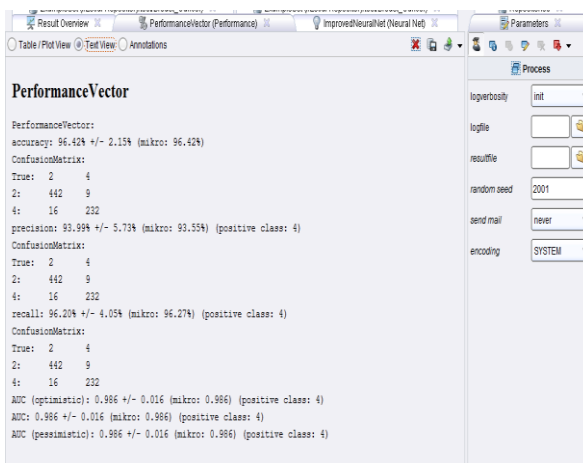 Result Overview
PerformanceVector (Performance)
ImprovedNeuralNet (Neural Net)
Parameters
Table / Plot View Text View Annotations
Process
PerformanceVector
PerformanceVector:
accuracy: 96.42% +/- 2.15% (mikro: 96.42%)
ConfusionMatrix:
True: 2 4
2: 442 9
4: 16 232
precision: 93.99% +/- 5.73% (mikro: 93.55%) (positive class: 4)
ConfusionMatrix:
True: 2 4
2: 442 9
4: 16 232
recall: 96.20% +/- 4.05% (mikro: 96.27%) (positive class: 4)
ConfusionMatrix:
True: 2 4
2: 442 9
4: 16 232
AUC (optimistic): 0.986 +/- 0.016 (mikro: 0.986) (positive class: 4)
AUC: 0.986 +/- 0.016 (mikro: 0.986) (positive class: 4)
AUC (pessimistic): 0.986 +/- 0.016 (mikro: 0.986) (positive class: 4)
logverbosity init
logfile
resultfile
random seed 2001
send mail never
encoding SYSTEM